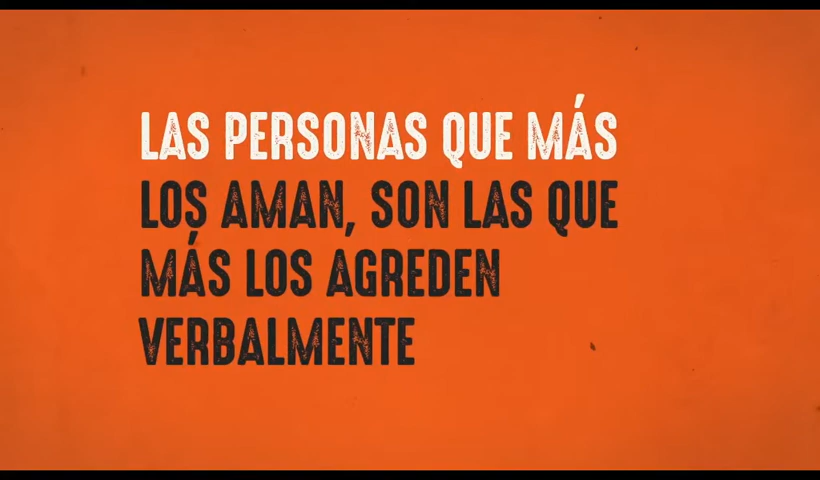 LAS PERSONAS QUE MÁS
LOS AMAN, SON LAS QUE
MÁS LOS AGREDEN
VERBALMENTE